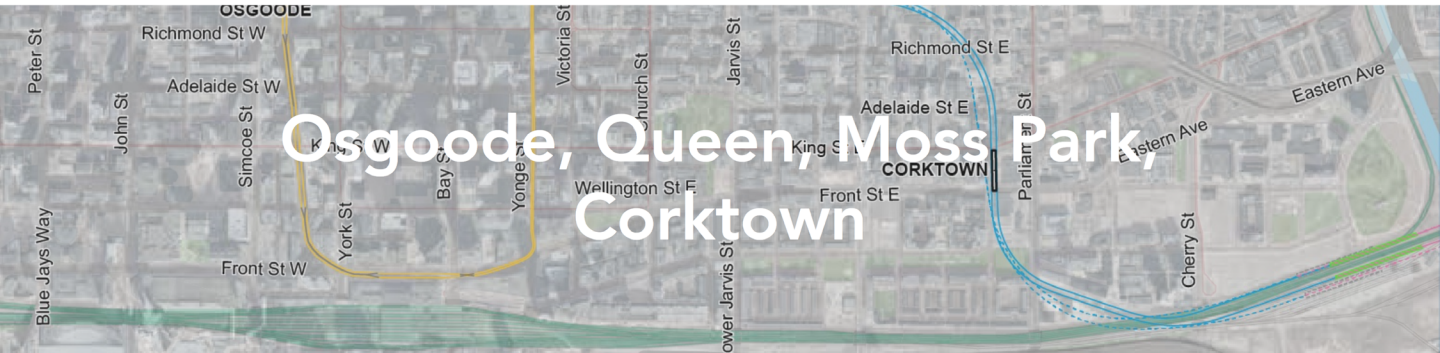 OSGOODE
Richmond St W
Peter St
Adelaide St W
John St
Simcoe St
King St W
York St
Bay St
Yonge St
Front St W
Blue Jays Way
Victoria St
Church St
Jarvis St
Wellington St E
ower Jarvis St
Richmond St E
Adelaide St E
King St E
CORKTOWN
Front St E
Parliament St
Eastern Ave
Eastern Ave
Cherry St
Osgoode, Queen, Moss Park,
Corktown